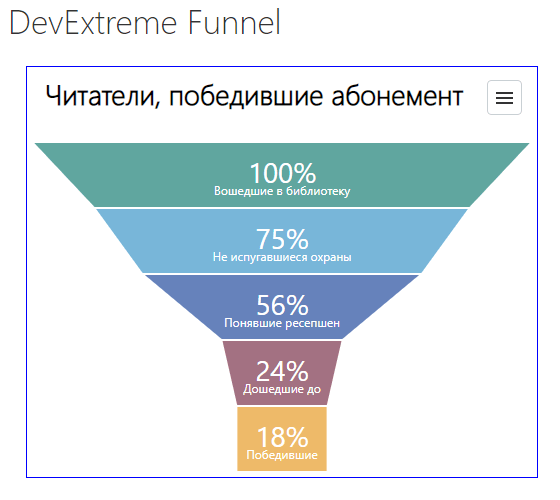 DevExtreme Funnel
Читатели, победившие абонемент
100%
Вошедшие в библиотеку
75%
Не испугавшиеся охраны
56%
Понявшие ресепшен
24%
Дошедшие до
18%
Победившие